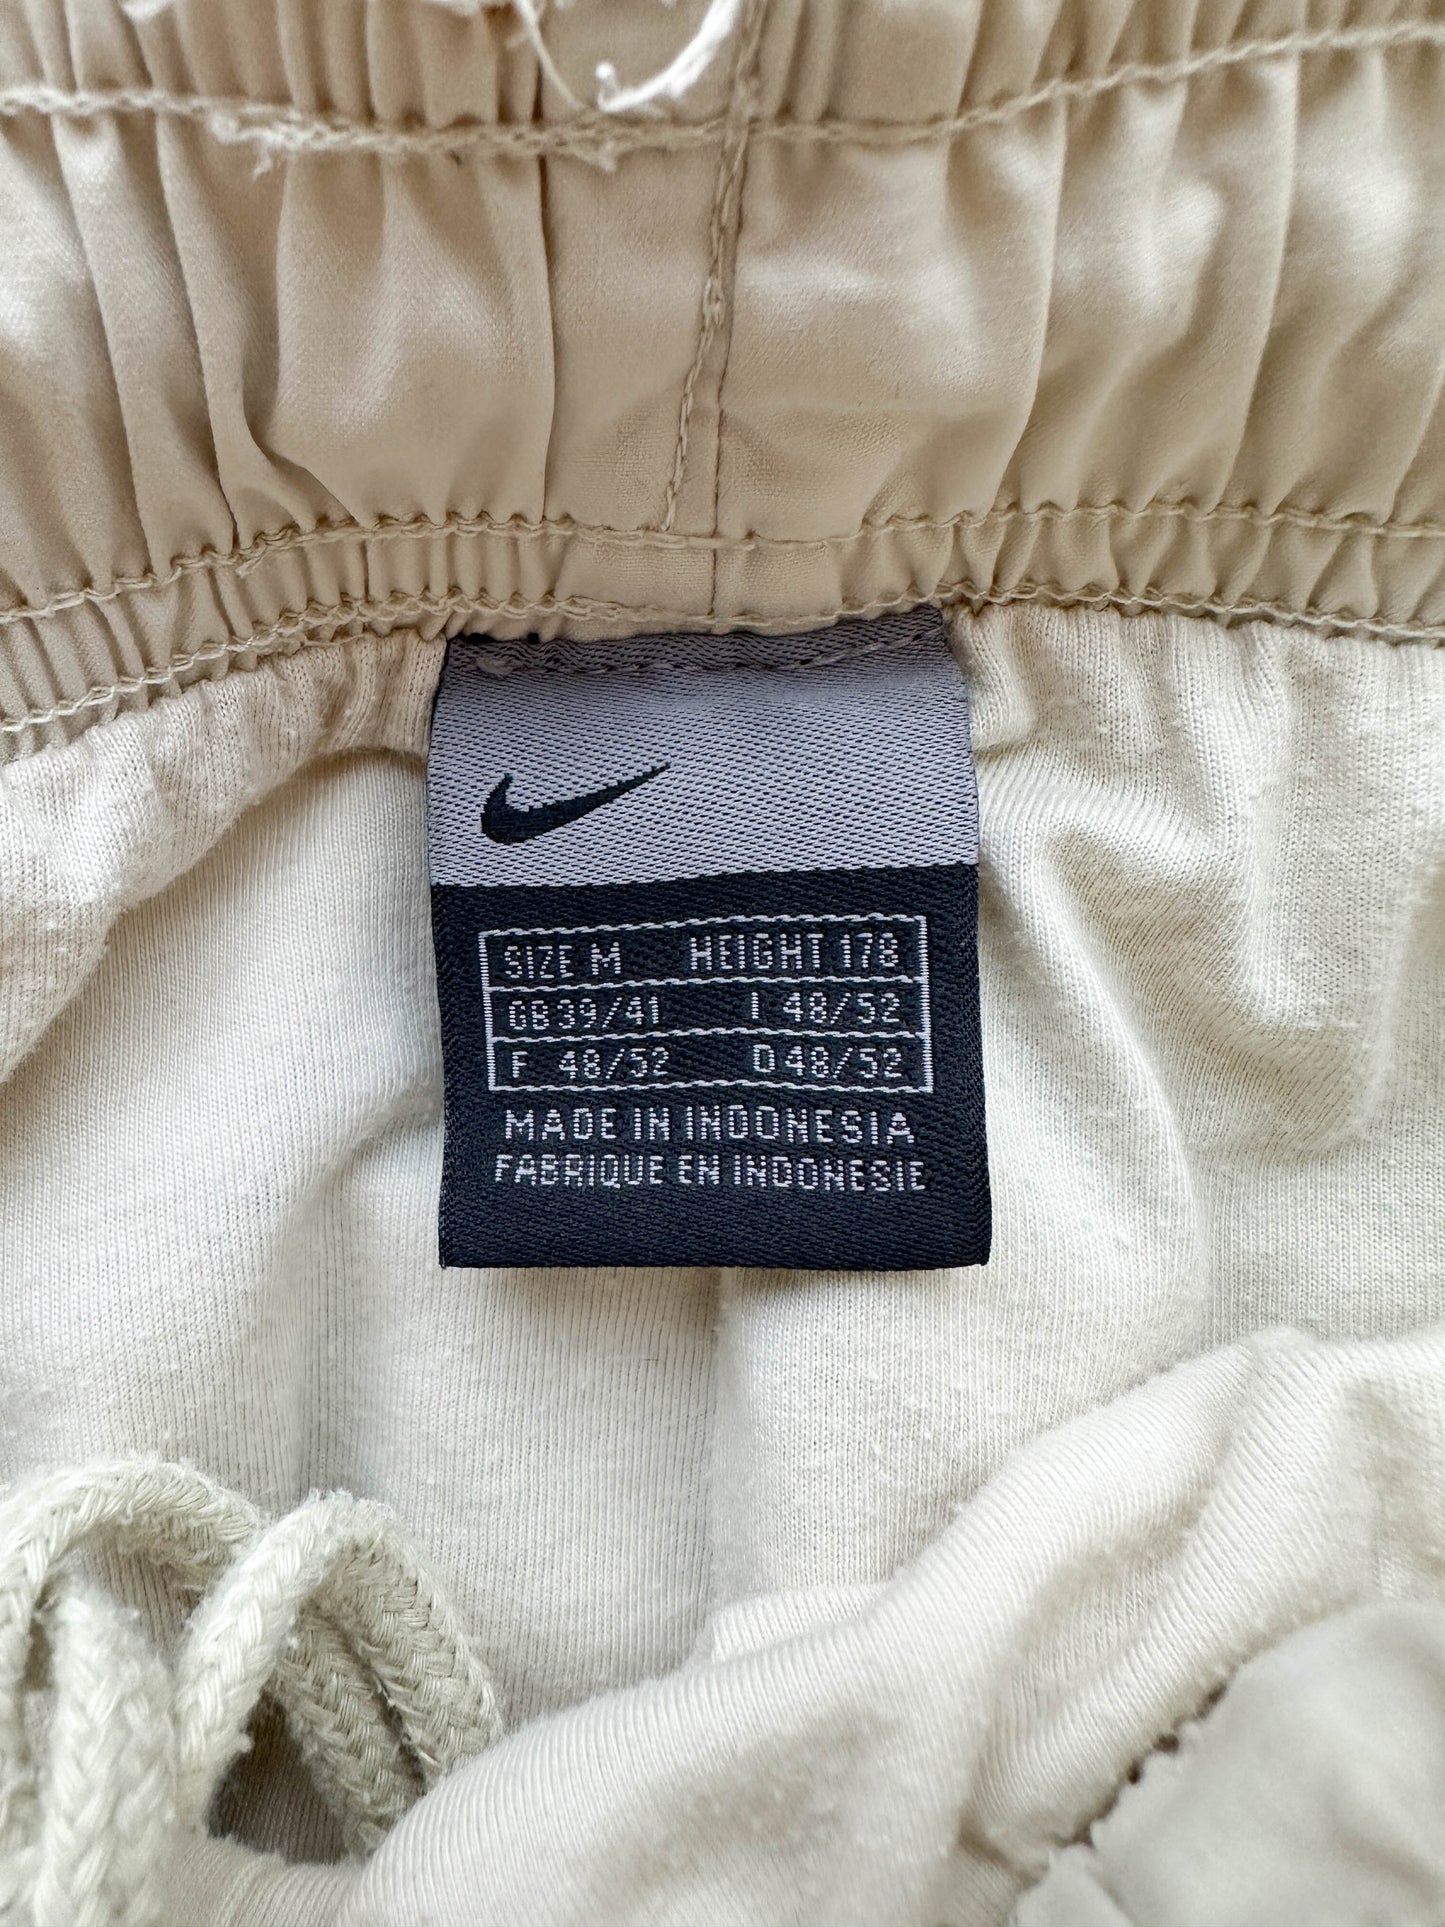 SIZE M HEIGHT 178
GB 39/41 I 48/52
F 48/52 D 48/52
MADE IN INDONESIA
FABRIQUE EN INDONESIE